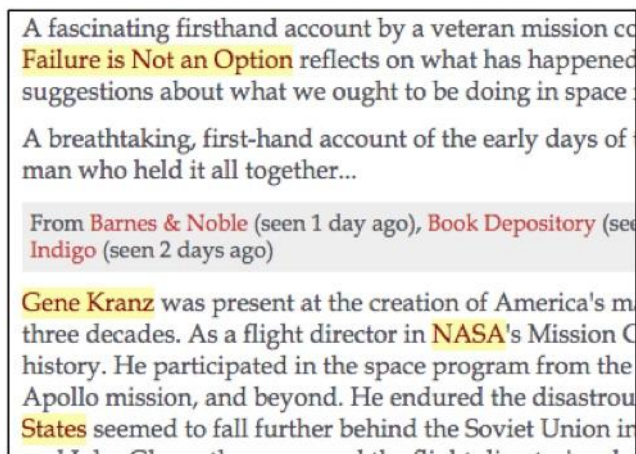 A fascinating firsthand account by a veteran mission co
Failure is Not an Option reflects on what has happened
suggestions about what we ought to be doing in space
A breathtaking, first-hand account of the early days of
man who held it all together...
From Barnes & Noble (seen 1 day ago), Book Depository (see
Indigo (seen 2 days ago)
Gene Kranz was present at the creation of America's m
three decades. As a flight director in NASA's Mission C
history. He participated in the space program from the
Apollo mission, and beyond. He endured the disastrou
States seemed to fall further behind the Soviet Union in